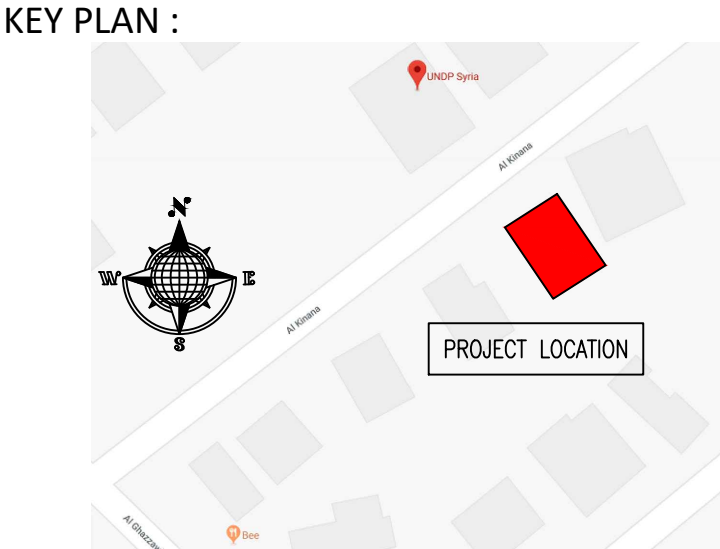 KEY PLAN :
UNDP Syria
Al Kinana
N
W
E
S
Al Kinana
PROJECT LOCATION
Bee